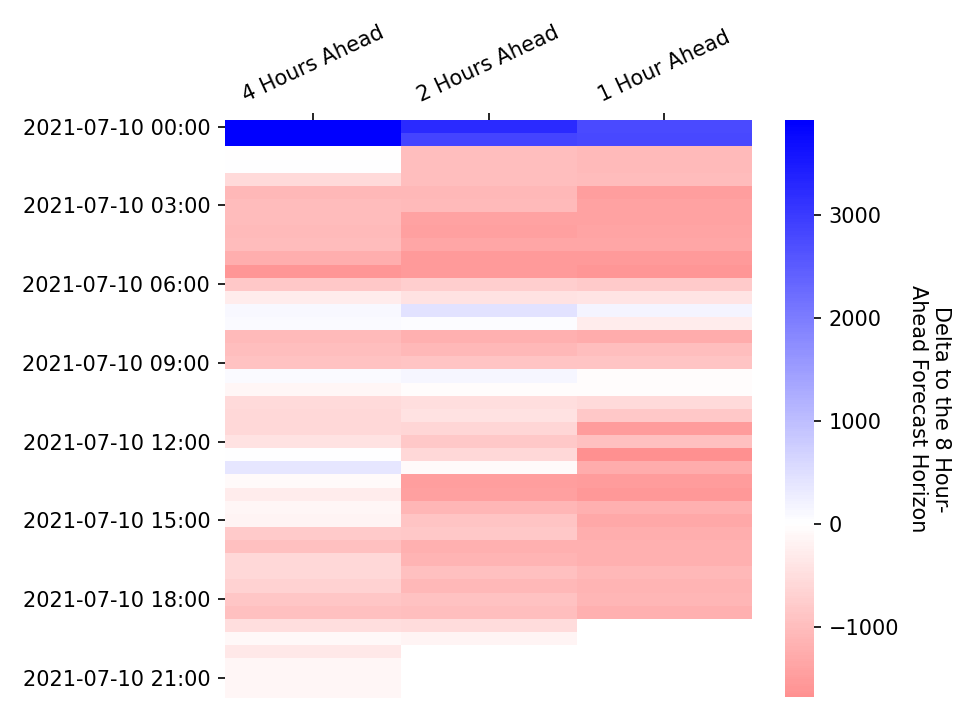 4 Hours Ahead
2 Hours Ahead
1 Hour Ahead
2021-07-10 00:00
2021-07-10 03:00
2021-07-10 06:00
2021-07-10 09:00
2021-07-10 12:00
2021-07-10 15:00
2021-07-10 18:00
2021-07-10 21:00
3000
2000
1000
0
−1000
Delta to the 8 Hour-
Ahead Forecast Horizon